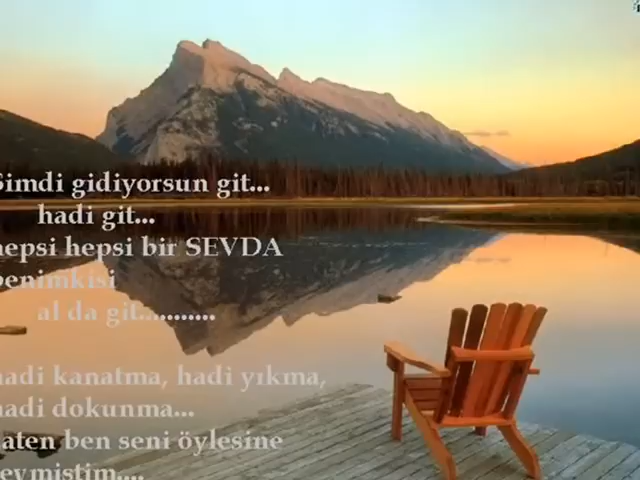 Şimdi gidiyorsun git...
hadi git...
hepsi hepsi bir SEVDA
benimkisi
al da git..........
hadi kanatma, hadi yıkma,
hadi dokunma...
zaten ben seni öylesine